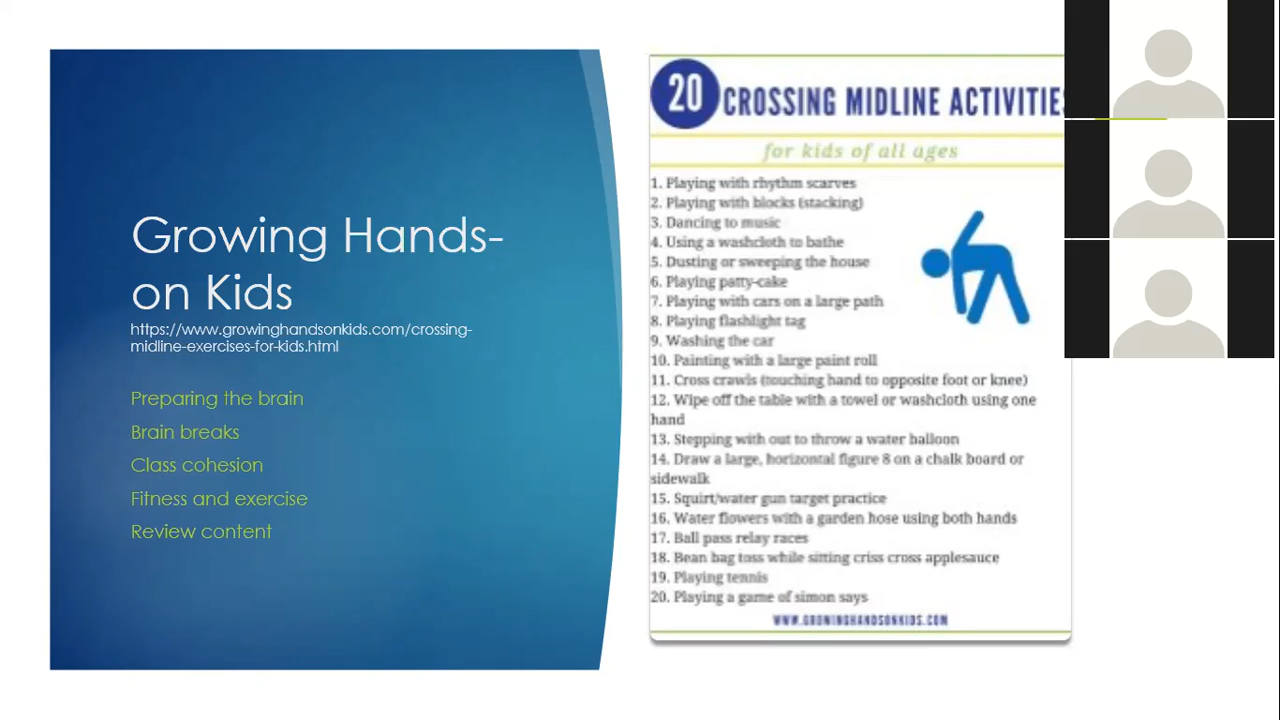 Growing Hands-
on Kids
https://www.growinghandsonkids.com/crossing-
midline-exercises-for-kids.html
Preparing the brain
Brain breaks
Class cohesion
Fitness and exercise
Review content
20 CROSSING MIDLINE ACTIVITIES
for kids of all ages
1. Playing with rhythm scarves
2. Playing with blocks (stacking)
3. Dancing to music
4. Using a washcloth to bathe
5. Dusting or sweeping the house
6. Playing patty-cake
7. Playing with cars on a large path
8. Playing flashlight tag
9. Washing the car
10. Painting with a large paint roll
11. Cross crawls (touching hand to opposite foot or knee)
12. Wipe off the table with a towel or washcloth using one
hand
13. Stepping with out to throw a water balloon
14. Draw a large, horizontal figure 8 on a chalk board or
sidewalk
15. Squirt/water gun target practice
16. Water flowers with a garden hose using both hands
17. Ball pass relay races
18. Bean bag toss while sitting criss cross applesauce
19. Playing tennis
20. Playing a game of simon says
WWW.GROWINGHANDSONKIDS.COM